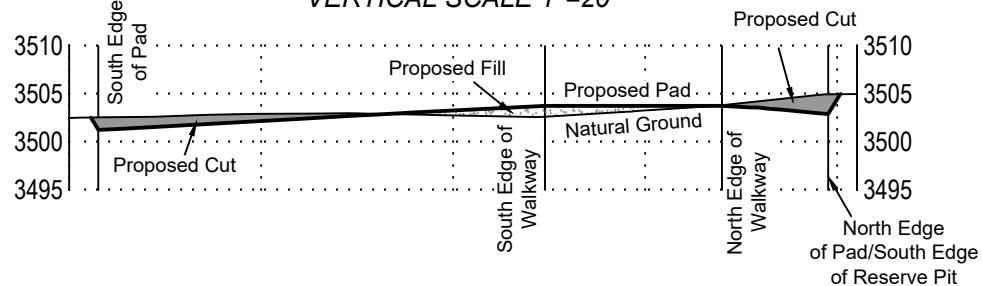 VERTICAL SCALE 1"=20'
Proposed Cut
3510
South Edge
of Pad
3510
Proposed Fill
3505
Proposed Pad
3505
3500
Natural Ground
3500
Proposed Cut
3495
South Edge of
Walkway
North Edge of
Walkway
3495
North Edge
of Pad/South Edge
of Reserve Pit